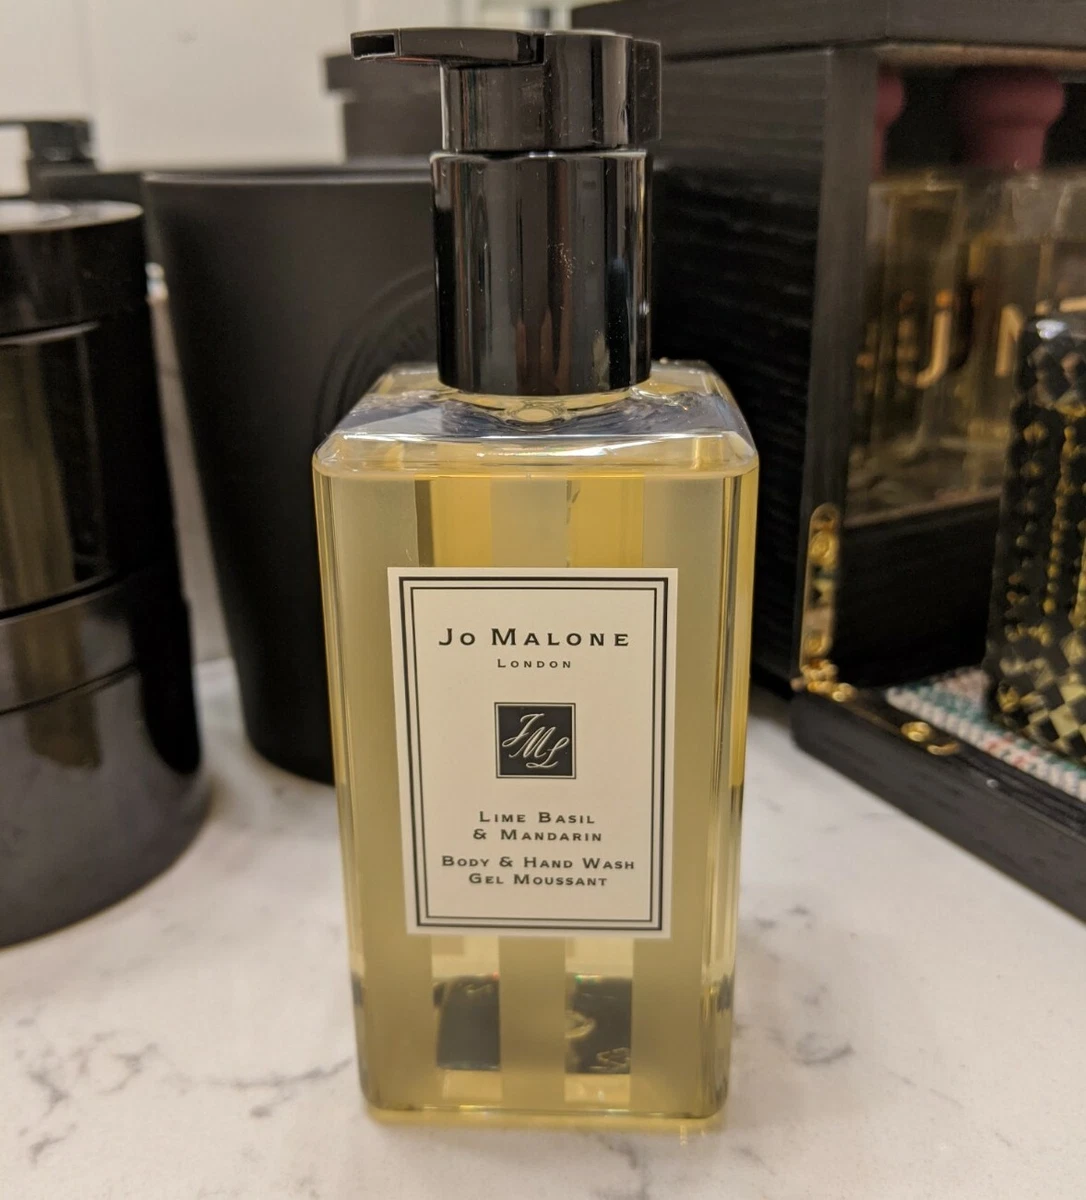 Jo Malone
London
JML
Lime Basil
& Mandarin
Body & Hand Wash
Gel Moussant